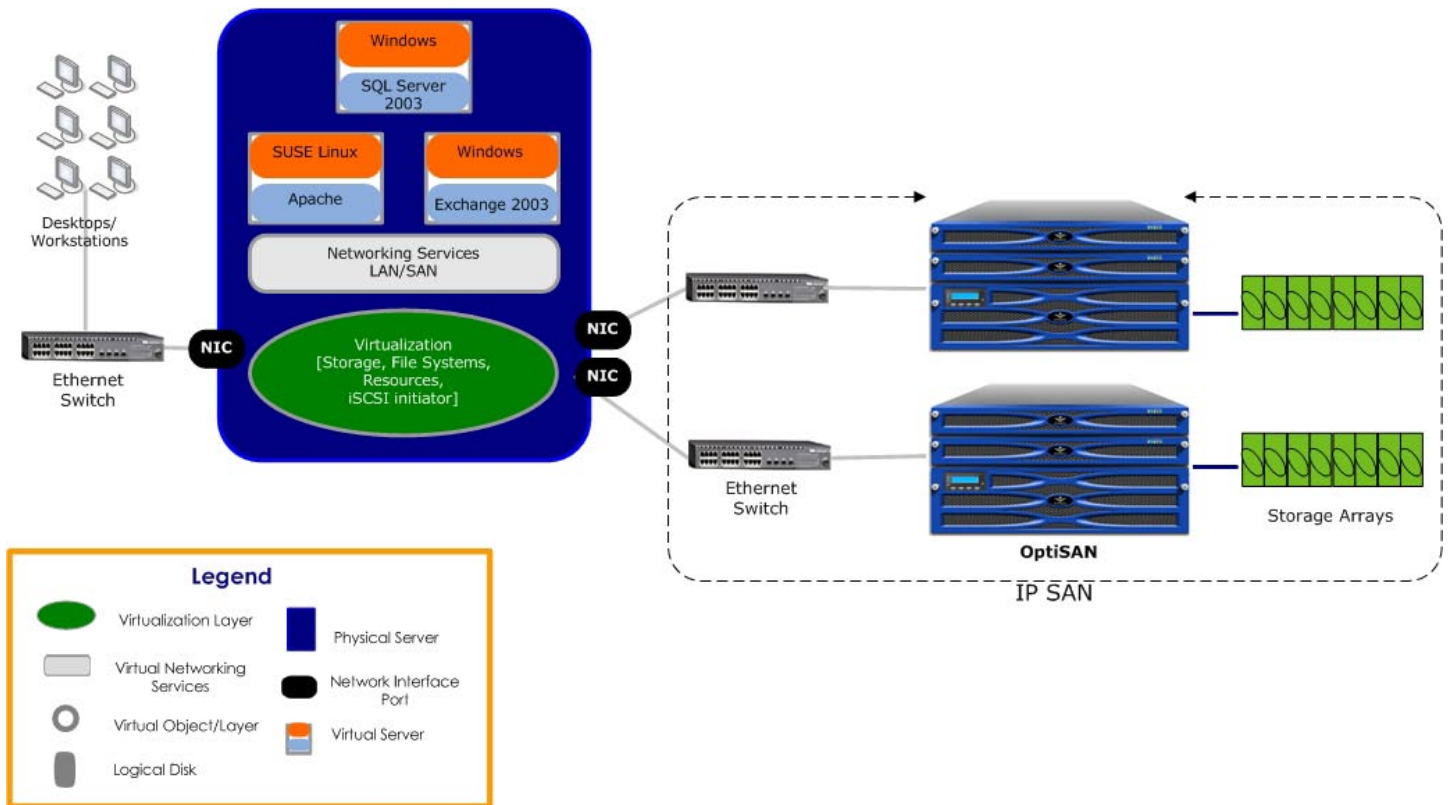 Windows
SQL Server
2003
SUSE Linux
Apache
Windows
Exchange 2003
Desktops/
Workstations
Networking Services
LAN/SAN
NIC
NIC
NIC
Virtualization
[Storage, File Systems,
Resources,
iSCSI initiator]
Ethernet
Switch
Ethernet
Switch
Storage Arrays
OptiSAN
IP SAN
Legend
Virtualization Layer
Physical Server
Virtual Networking
Services
Network Interface
Port
Virtual Object/Layer
Virtual Server
Logical Disk